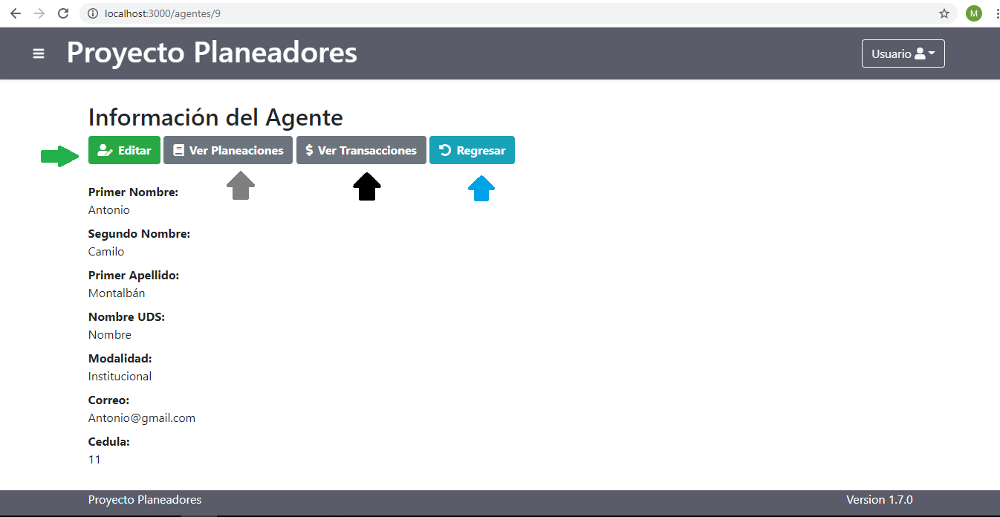 localhost:3000/agentes/9
M
Proyecto Planeadores
Usuario
Información del Agente
Editar Ver Planeaciones $ Ver Transacciones Regresar
Primer Nombre:
Antonio
Segundo Nombre:
Camilo
Primer Apellido:
Montalbán
Nombre UDS:
Nombre
Modalidad:
Institucional
Correo:
Antonio@gmail.com
Cedula:
11
Proyecto Planeadores
Version 1.7.0